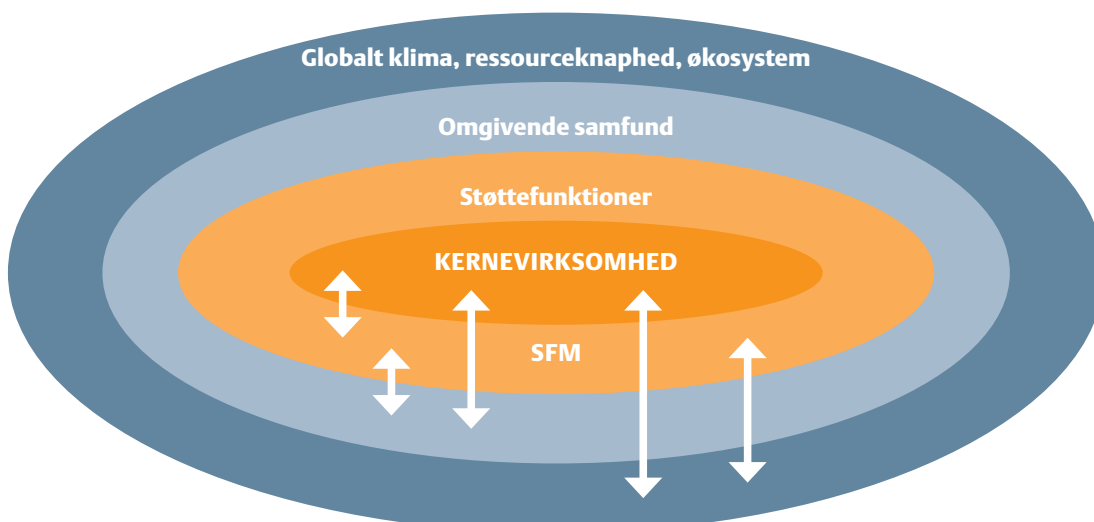 Globalt klima, ressourceknaphed, økosystem
Omgivende samfund
Støttefunktioner
KERNEVIRKSOMHED
SFM